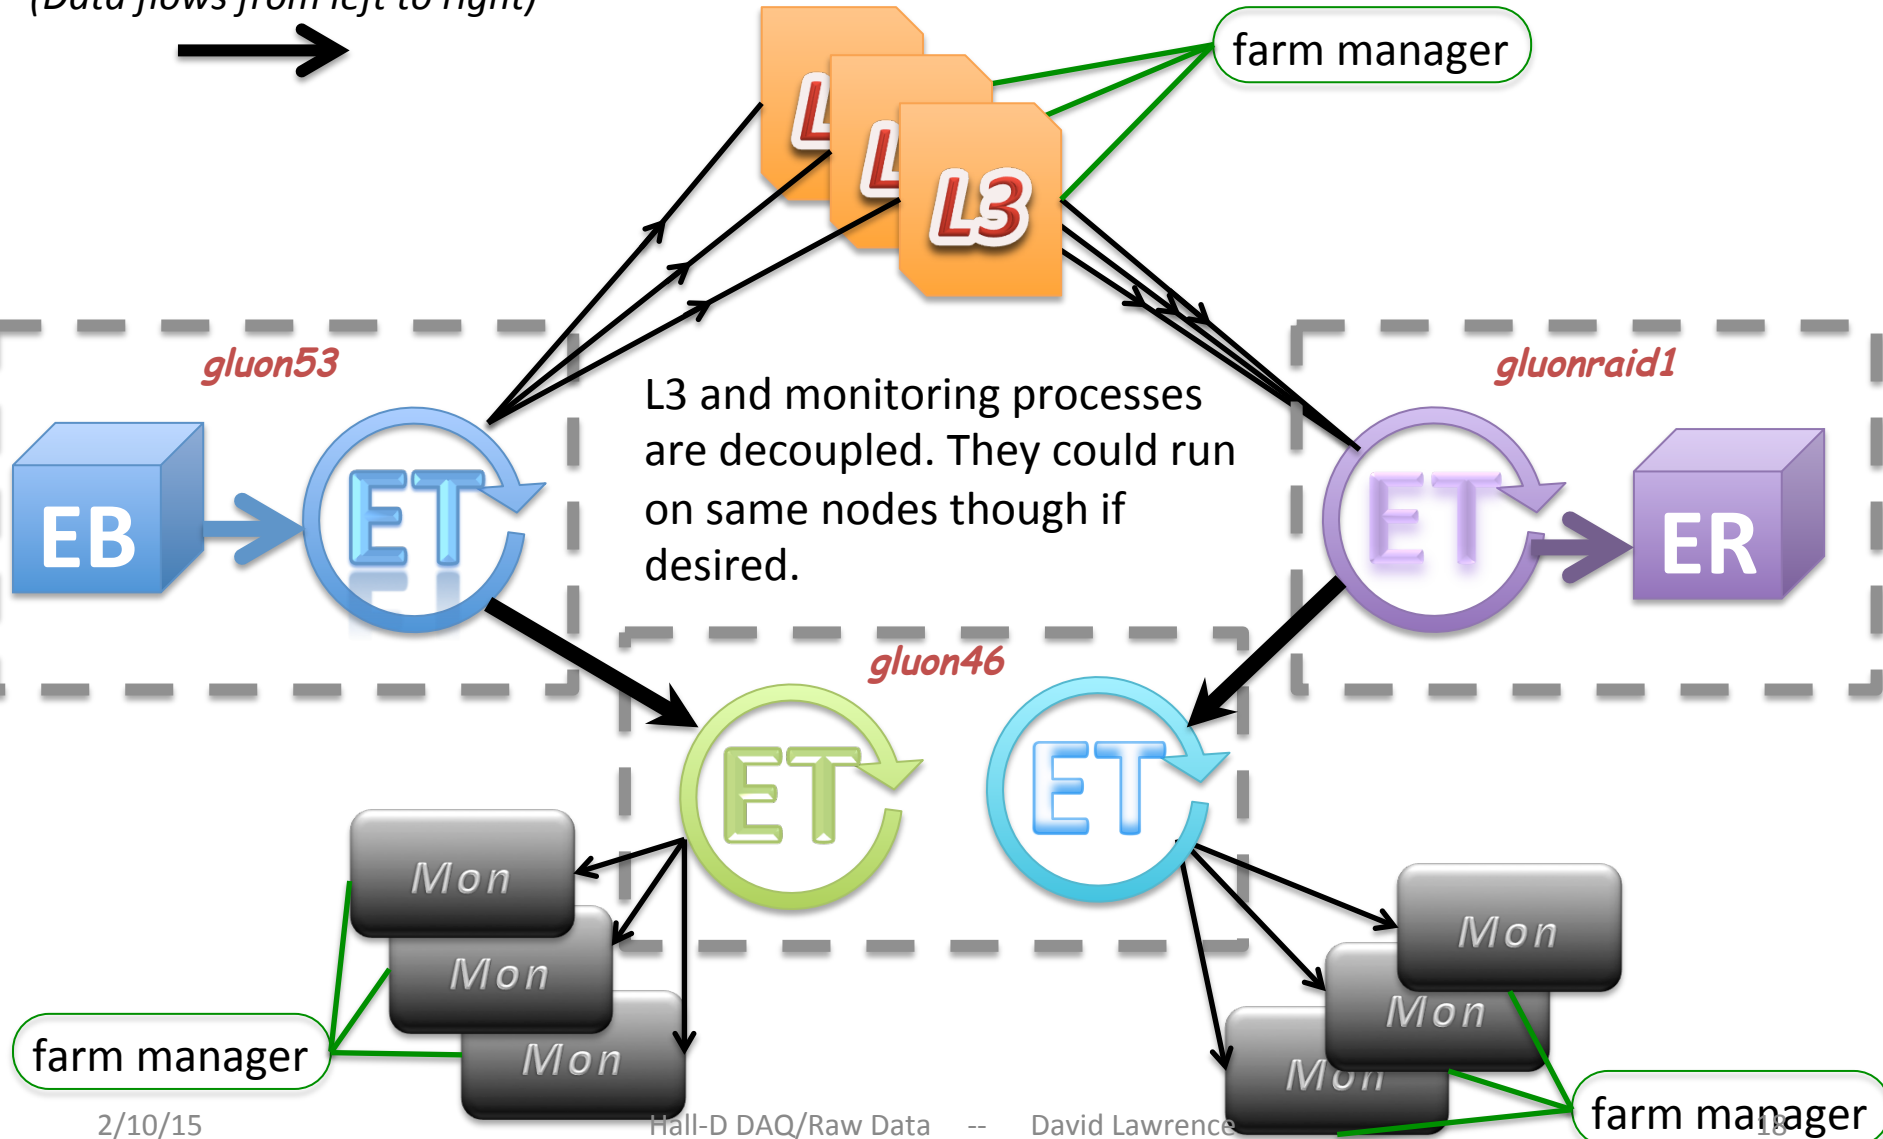 (Data flows from left to right)
farm manager
L
L
L3
gluon53
gluonraid1
L3 and monitoring processes
are decoupled. They could run
on same nodes though if
desired.
EB
ET
ET
ER
gluon46
ET
ET
Mon
Mon
Mon
Mon
Mon
Mon
farm manager
farm manager
2/10/15
Hall-D DAQ/Raw Data -- David Lawrence
18